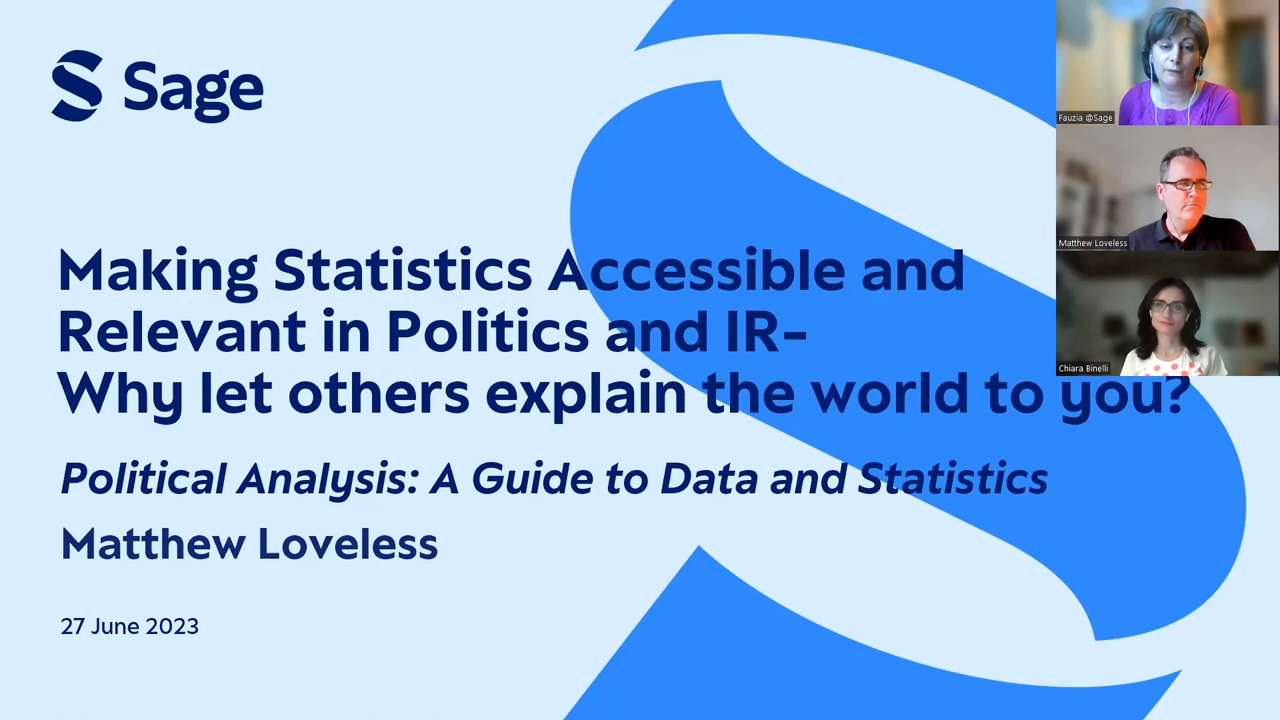 Sage
Making Statistics Accessible and
Relevant in Politics and IR-
Why let others explain the world to you?
Political Analysis: A Guide to Data and Statistics
Matthew Loveless
27 June 2023
Fauzia @Sage
Matthew Loveless
Chiara Binelli